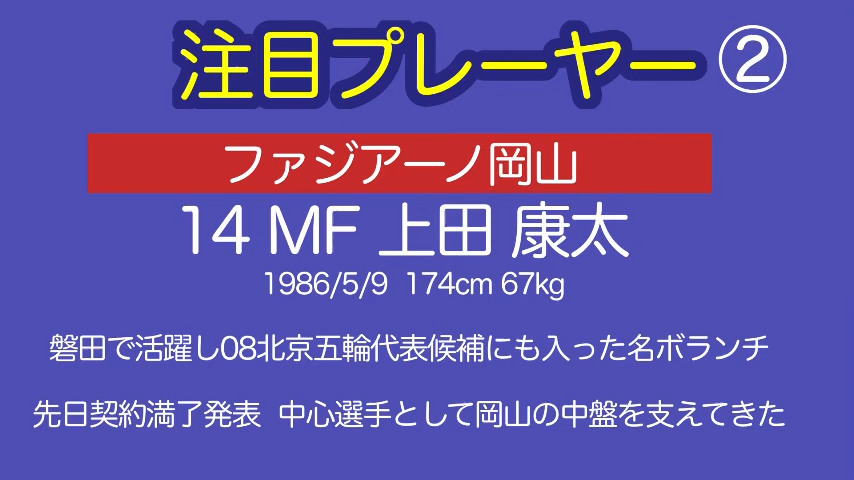 注目プレーヤー②
ファジアーノ岡山
14 MF 上田 康太
1986/5/9 174cm 67kg
磐田で活躍し08北京五輪代表候補にも入った名ボランチ
先日契約満了発表 中心選手として岡山の中盤を支えてきた